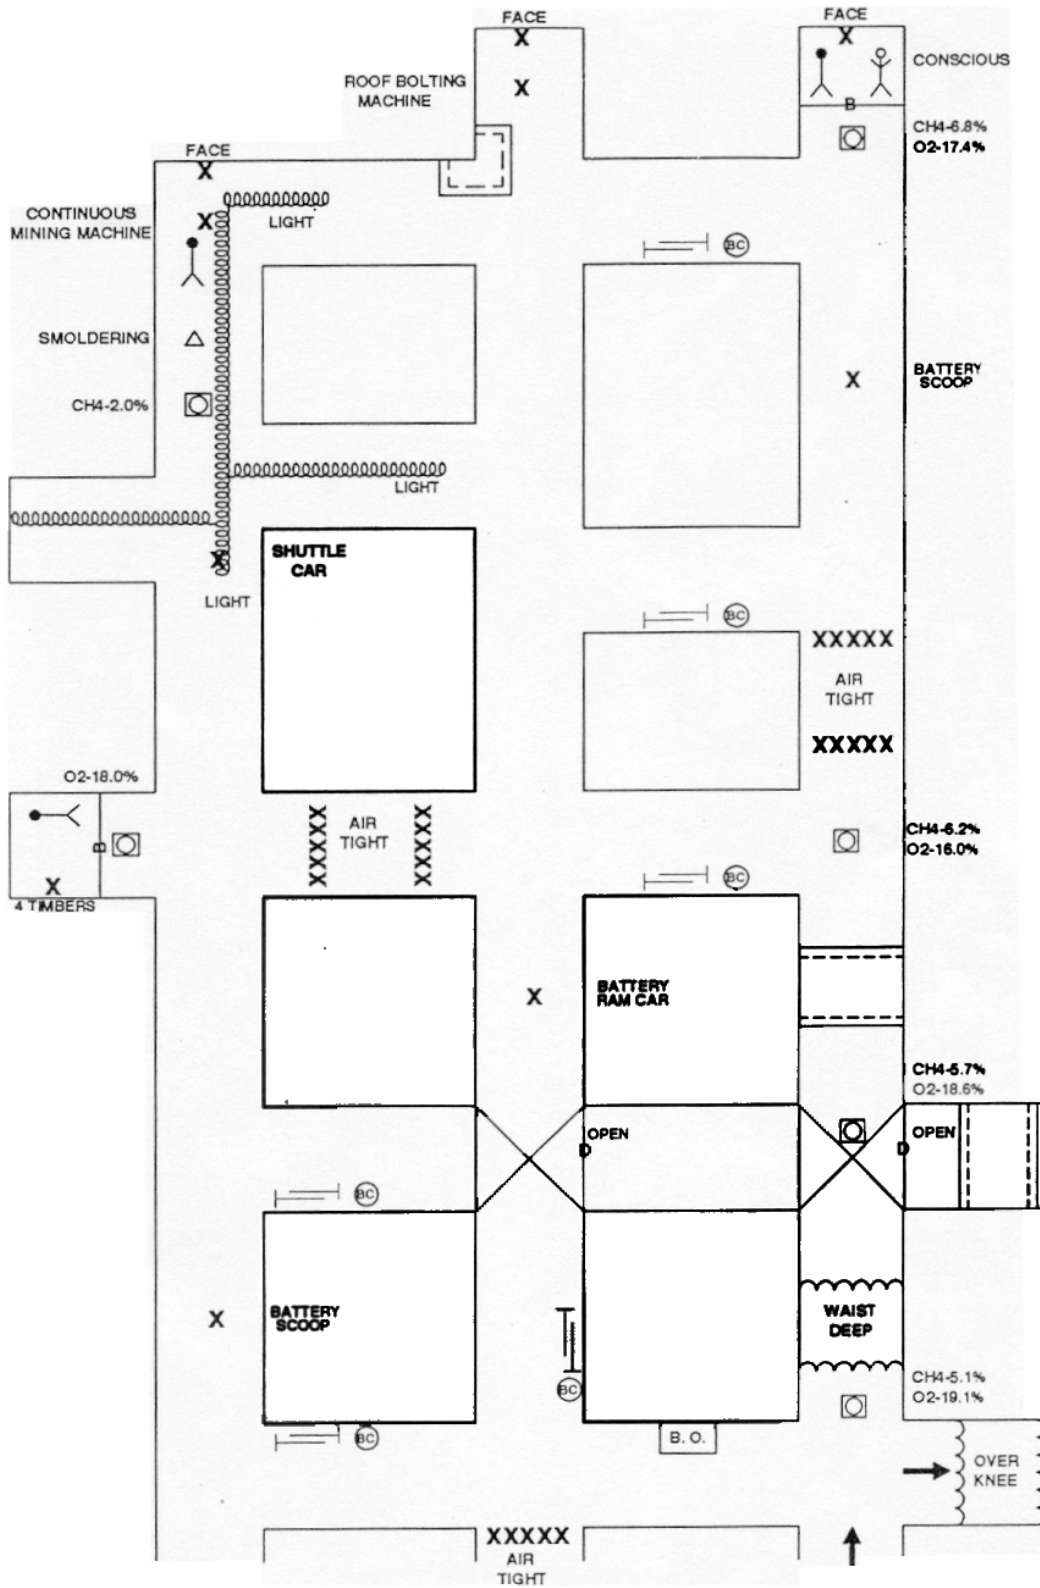 FACE
FACE
CONSCIOUS
ROOF BOLTING
MACHINE
X
X
X
B
CH4-6.8%
O2-17.4%
FACE
X
CONTINUOUS
MINING MACHINE
X
LIGHT
BC
SMOLDERING
BATTERY
SCOOP
X
CH4-2.0%
LIGHT
SHUTTLE
CAR
X
LIGHT
BC
XXXXX
AIR
TIGHT
XXXXX
O2-18.0%
B
X
4 TIMBERS
XXXXX
AIR
TIGHT
XXXXX
CH4-6.2%
O2-16.0%
BC
X
BATTERY
RAM CAR
CH4-5.7%
O2-18.6%
D
OPEN
D
OPEN
BC
X
BATTERY
SCOOP
WAIST
DEEP
BC
CH4-5.1%
O2-19.1%
BC
B. O.
OVER
KNEE
XXXXX
AIR
TIGHT